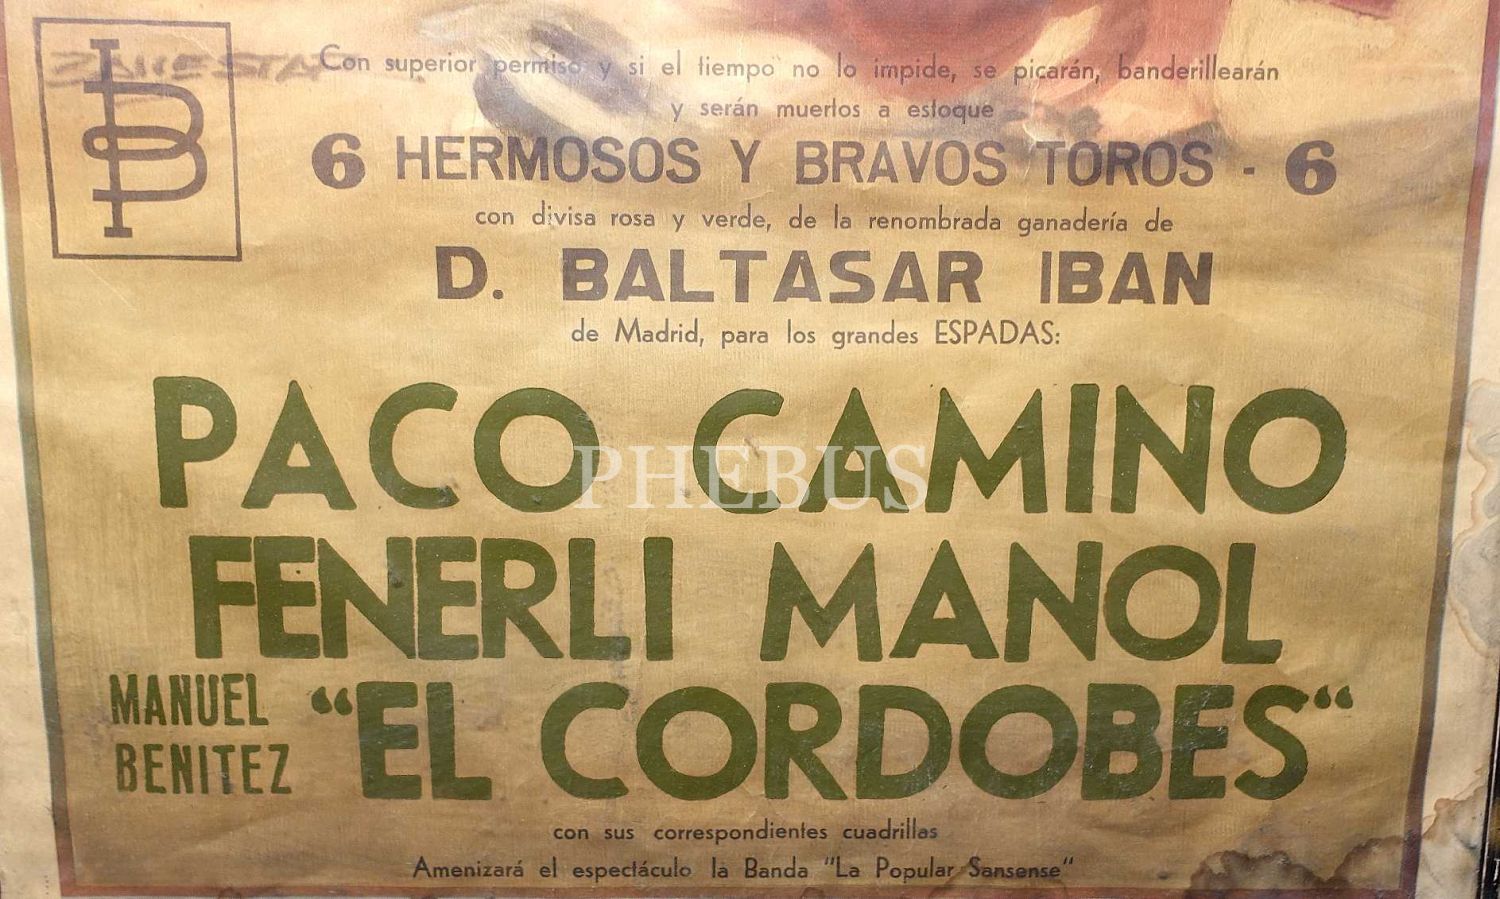 Con superior permiso y si el tiempo no lo impide, se picarán, banderillearán
y serán muertos a estoque
6 HERMOSOS Y BRAVOS TOROS - 6
con divisa rosa y verde, de la renombrada ganadería de
D. BALTASAR IBAN
de Madrid, para los grandes ESPADAS:
PACO CAMINO
PHEBUS
FENERLI MANOL
MANUEL BENITEZ "EL CORDOBES"
con sus correspondientes cuadrillas
Amenizará el espectáculo la Banda "La Popular Sansense"